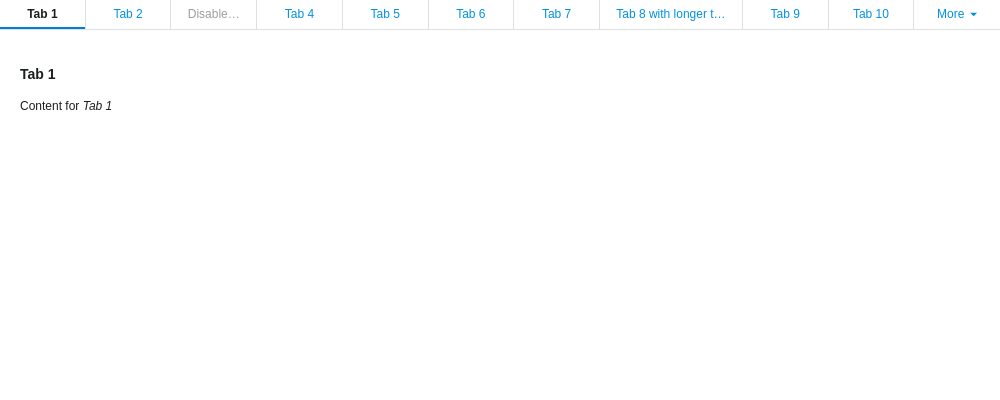 Tab 1 Tab 2 Disable… Tab 4 Tab 5 Tab 6 Tab 7 Tab 8 with longer t… Tab 9 Tab 10 More
Tab 1
Content for Tab 1